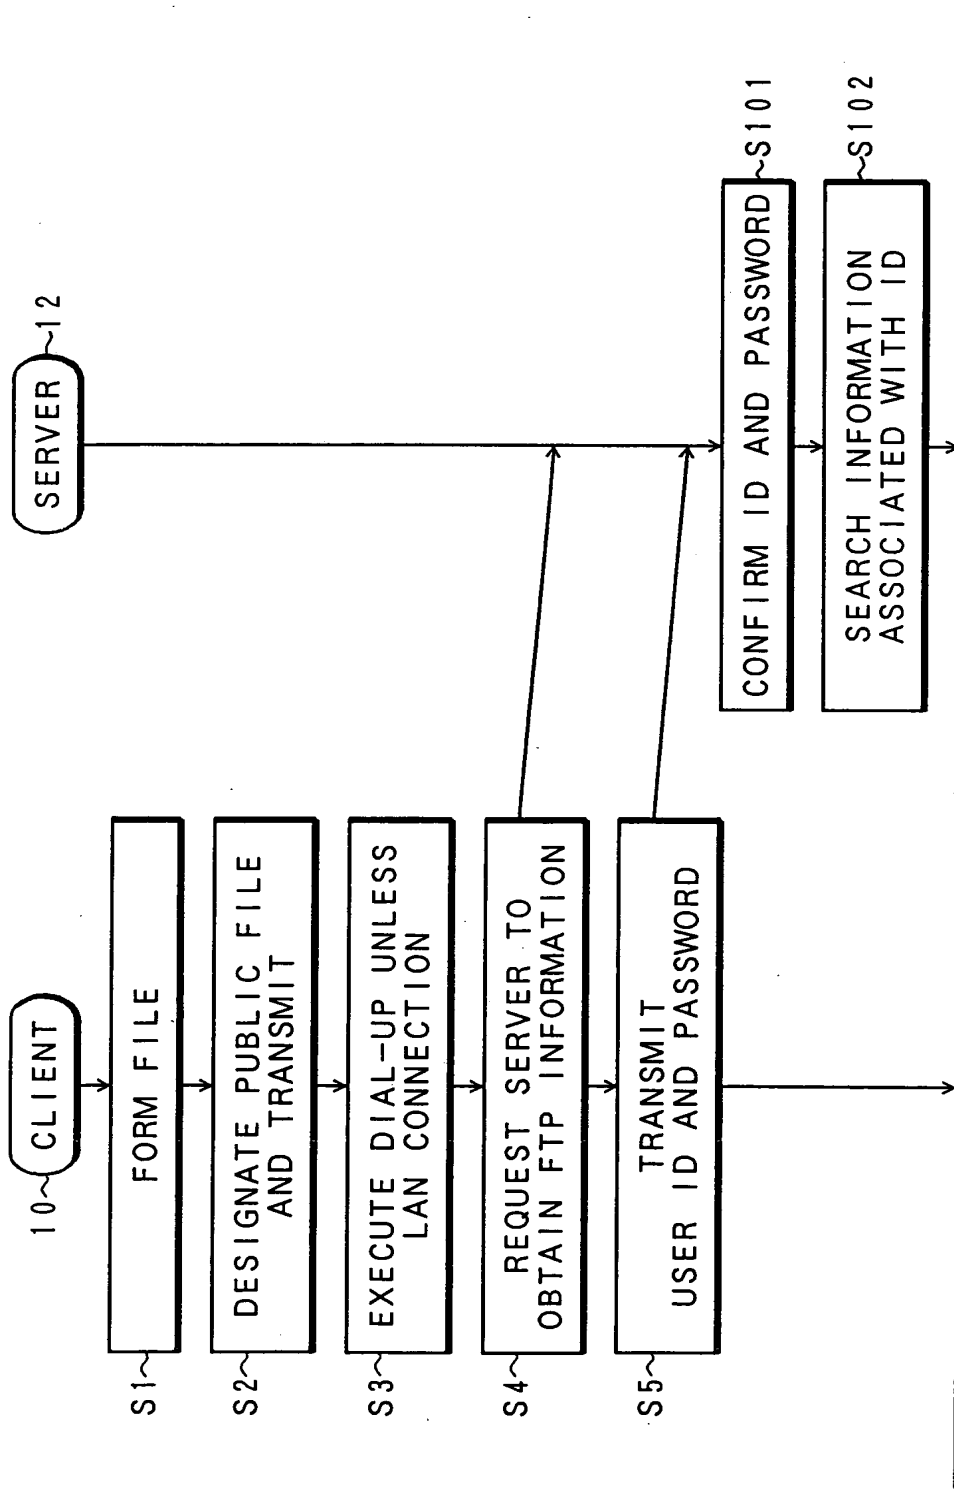 10 CLIENT
SERVER 12
S1 FORM FILE
S2 DESIGNATE PUBLIC FILE
AND TRANSMIT
S3 EXECUTE DIAL-UP UNLESS
LAN CONNECTION
S4 REQUEST SERVER TO
OBTAIN FTP INFORMATION
S5 TRANSMIT
USER ID AND PASSWORD
CONFIRM ID AND PASSWORD S101
SEARCH INFORMATION S102
ASSOCIATED WITH ID